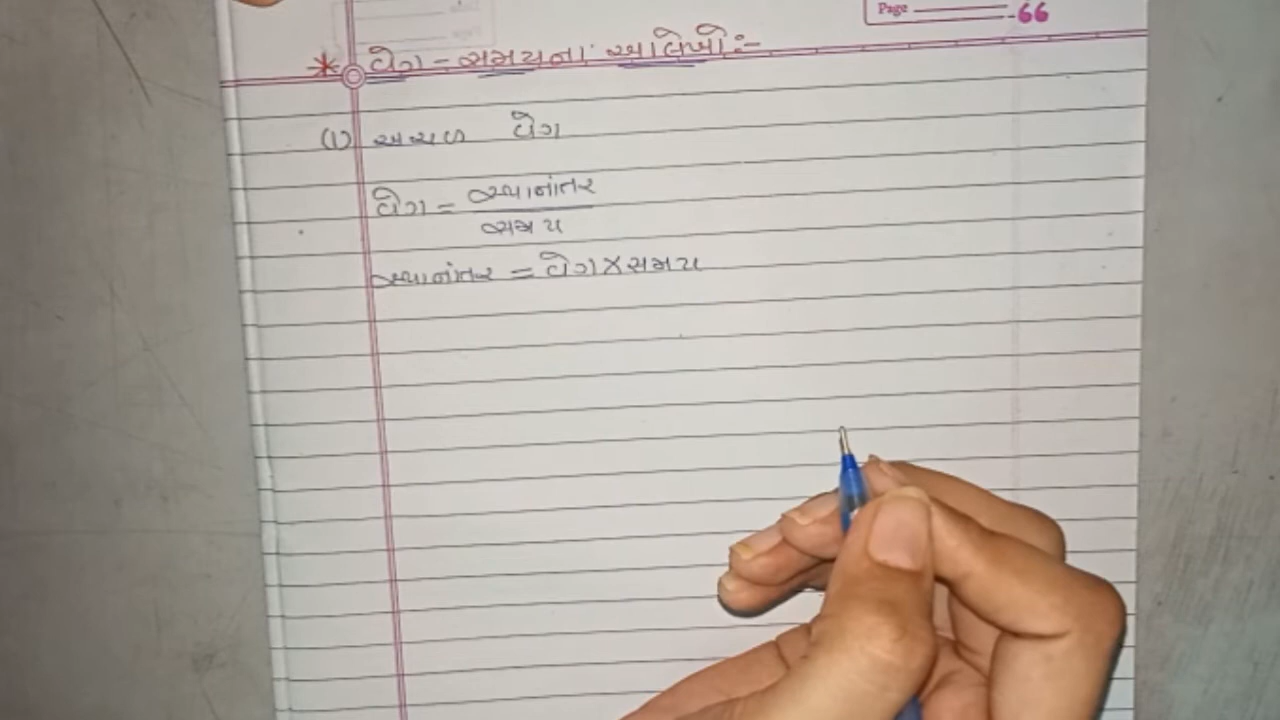 Page 66
* વેગ - સમયના આલેખો :-
(1) અચળ વેગ
વેગ = સ્થાનાંતર
સમય
સ્થાનાંતર = વેગ × સમય